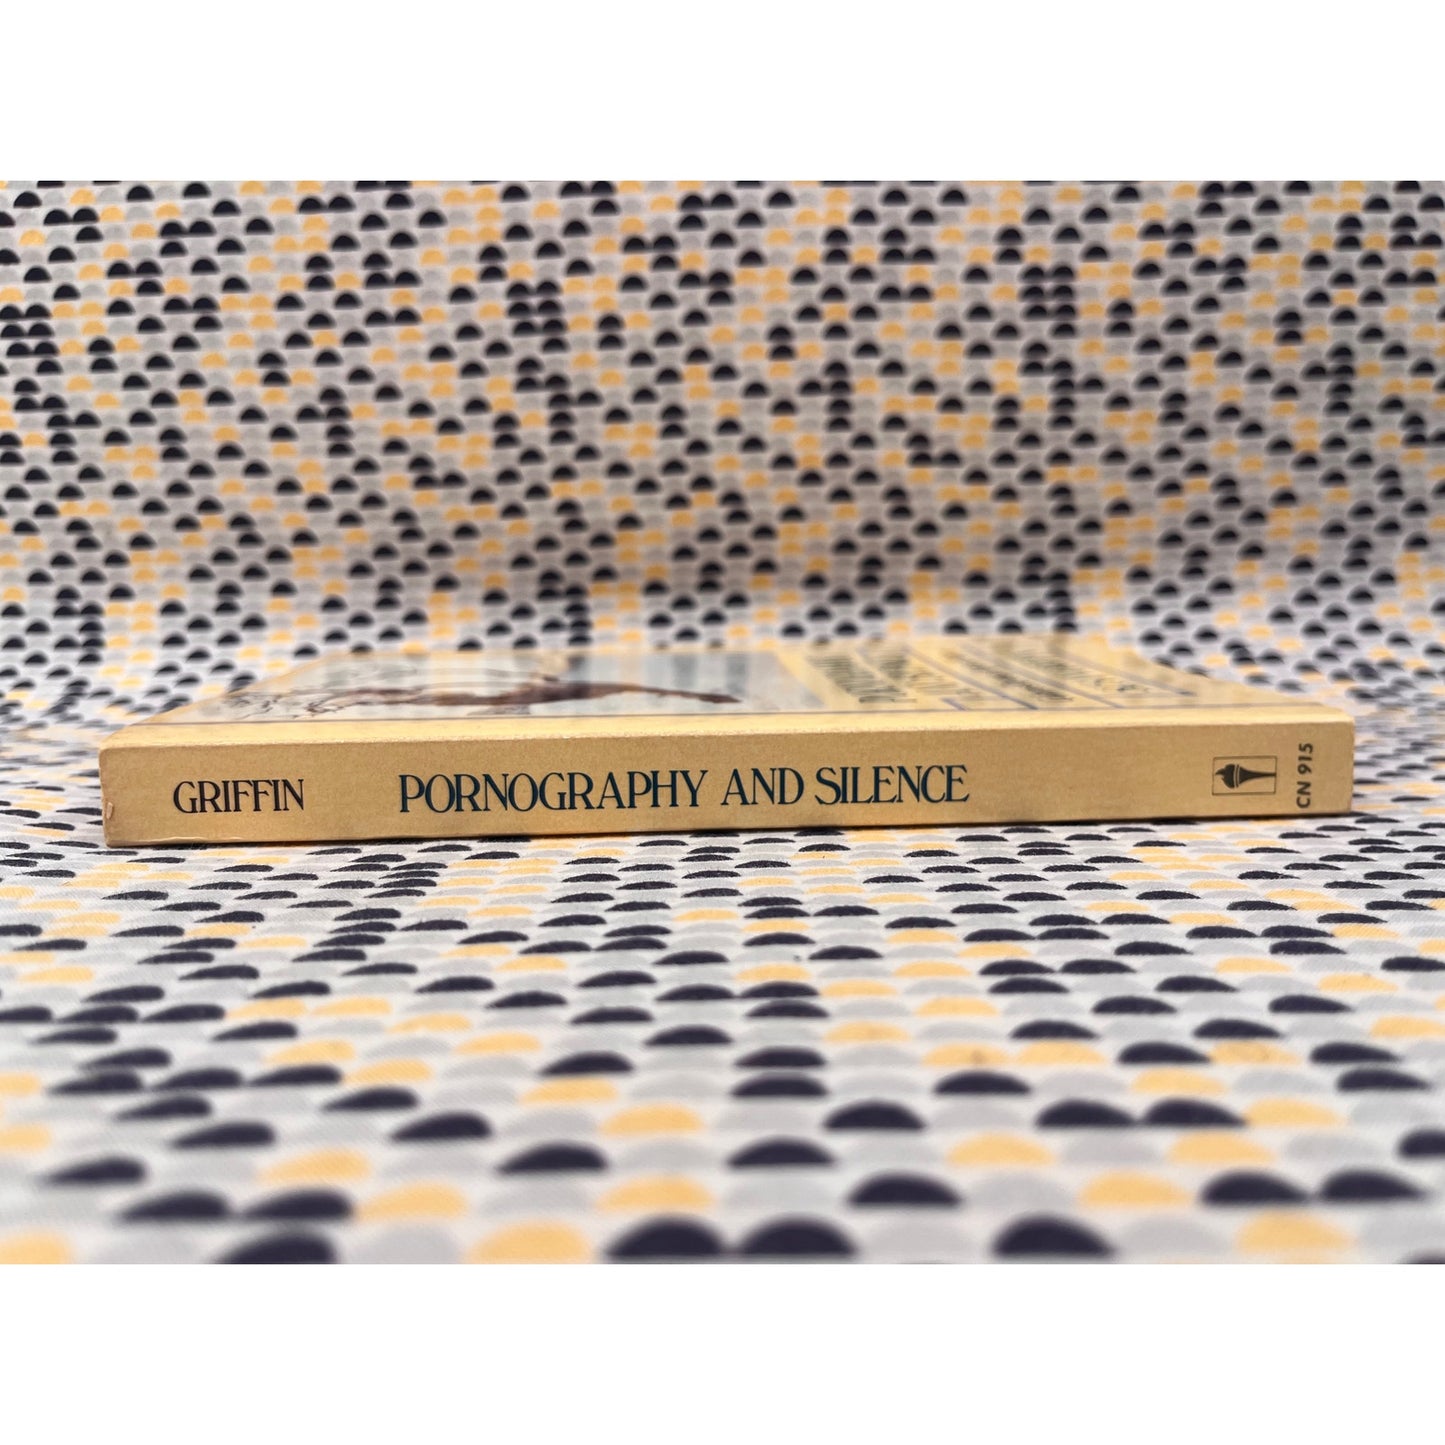 GRIFFIN
PORNOGRAPHY AND SILENCE
CN 915